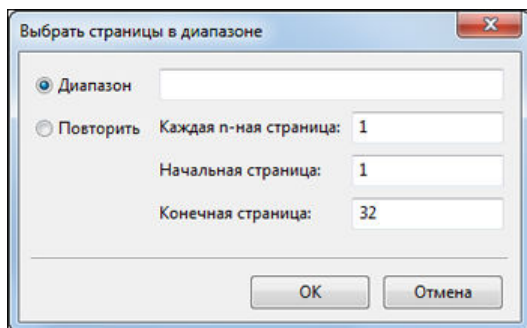 Выбрать страницы в диапазоне
Диапазон
Повторить Каждая n-ная страница: 1
Начальная страница: 1
Конечная страница: 32
OK Отмена